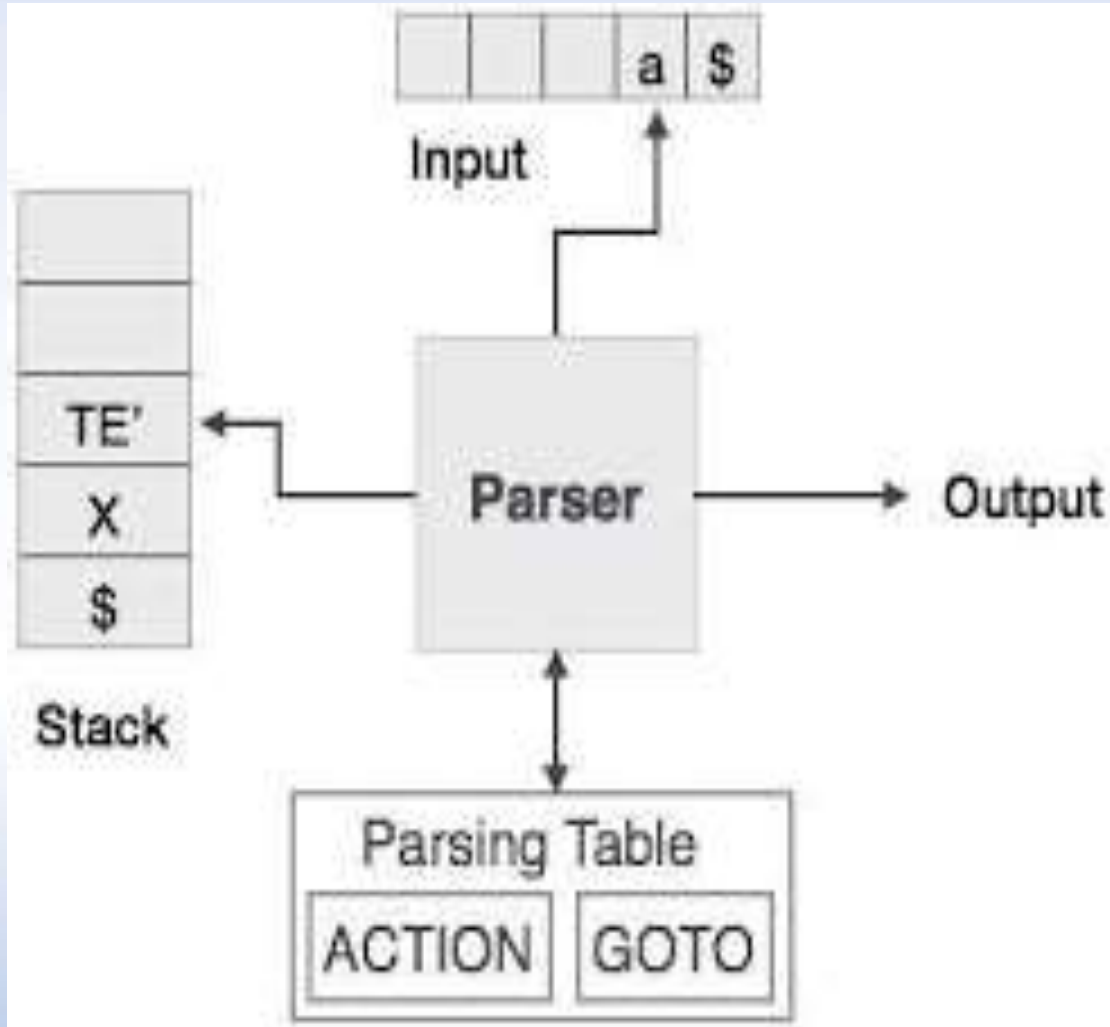 a $
Input
TE'
X
$
Stack
Parser
Output
Parsing Table
ACTION GOTO